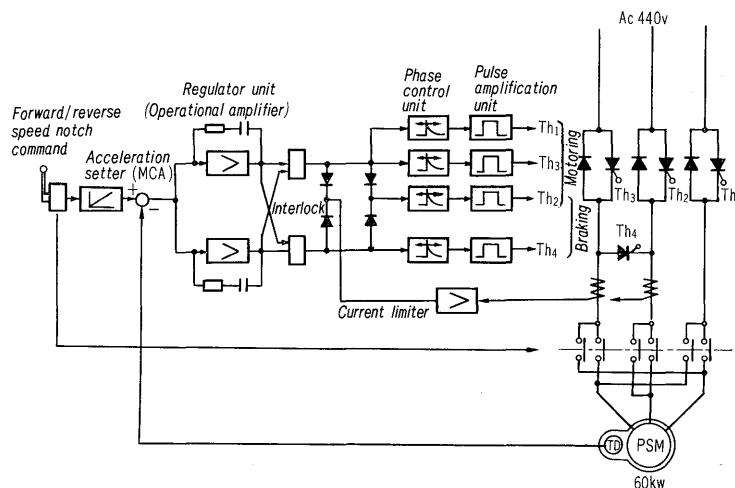 Ac 440v
Forward/reverse
speed notch
command
Acceleration
setter (MCA)
+
−
Regulator unit
(Operational amplifier)
>
>
Interlock
Phase
control
unit
Pulse
amplification
unit
Th1
Th3
Th2
Th4
Motoring
Braking
Th3
Th2
Th
Th4
Current limiter
>
TD
PSM
60kw